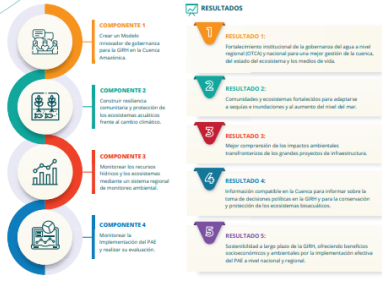 COMPONENTE 1
Crear un Modelo
innovador de gobernanza
para la GIRH en la Cuenca
Amazónica.
COMPONENTE 2
Construir resiliencia
comunitaria y protección de
los ecosistemas acuáticos
frente al cambio climático.
COMPONENTE 3
Monitorear los recursos
hídricos y los ecosistemas
mediante un sistema regional
de monitoreo ambiental.
COMPONENTE 4
Monitorear la
implementación del PAE
y realizar su evaluación.
RESULTADOS
1
RESULTADO 1:
Fortalecimiento institucional de la gobernanza del agua a nivel
regional (OTCA) y nacional para una mejor gestión de la cuenca,
del estado del ecosistema y los medios de vida.
2
RESULTADO 2:
Comunidades y ecosistemas fortalecidos para adaptarse
a sequías e inundaciones y al aumento del nivel del mar.
3
RESULTADO 3:
Mejor comprensión de los impactos ambientales
transfronterizos de los grandes proyectos de infraestructura.
4
RESULTADO 4:
Información compatible en la Cuenca para informar sobre la
toma de decisiones políticas en la GIRH y para la conservación
y protección de los ecosistemas bioacuáticos.
5
RESULTADO 5:
Sostenibilidad a largo plazo de la GIRH, ofreciendo beneficios
socioeconómicos y ambientales por la implementación efectiva
del PAE a nivel nacional y regional.